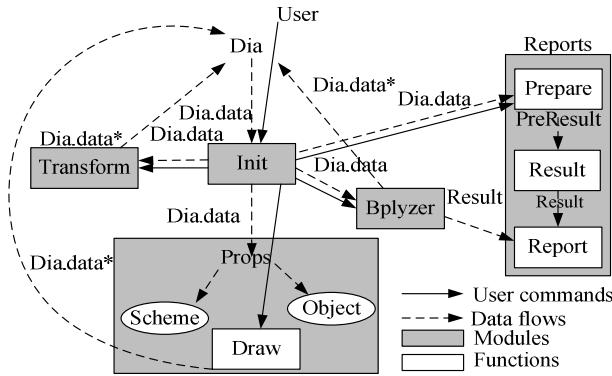 User
Dia
Reports
Dia.data*
Prepare
Dia.data
Dia.data
PreResult
Dia.data*
Dia.data
Transform
Init
Dia.data
Result
Bplyzer
Result
Result
Dia.data
Report
Props
Dia.data*
Scheme
Object
Draw
User commands
Data flows
Modules
Functions